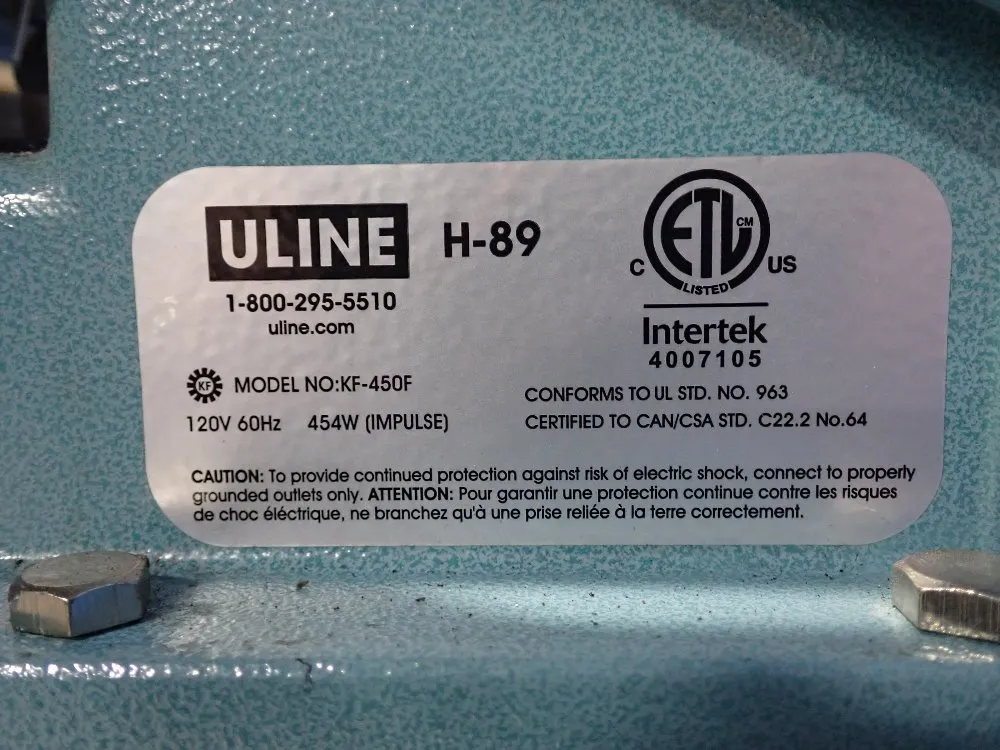 ULINE H-89
1-800-295-5510
uline.com
ETL CM
C US
LISTED
Intertek
4007105
KF MODEL NO:KF-450F
120V 60Hz 454W (IMPULSE)
CONFORMS TO UL STD. NO. 963
CERTIFIED TO CAN/CSA STD. C22.2 No.64
CAUTION: To provide continued protection against risk of electric shock, connect to properly
grounded outlets only. ATTENTION: Pour garantir une protection continue contre les risques
de choc éléctrique, ne branchez qu'à une prise reliée à la terre correctement.